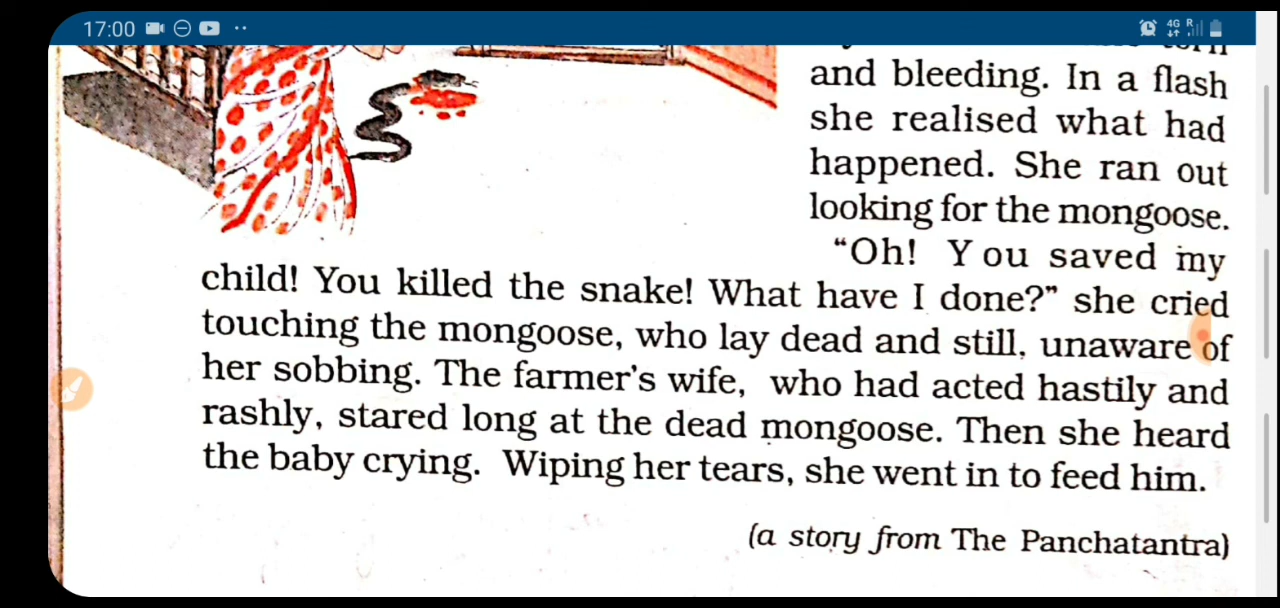 17:00
4G R
torn
and bleeding. In a flash
she realised what had
happened. She ran out
looking for the mongoose.
“Oh! You saved my
child! You killed the snake! What have I done?” she cried
touching the mongoose, who lay dead and still, unaware of
her sobbing. The farmer’s wife, who had acted hastily and
rashly, stared long at the dead mongoose. Then she heard
the baby crying. Wiping her tears, she went in to feed him.
(a story from The Panchatantra)